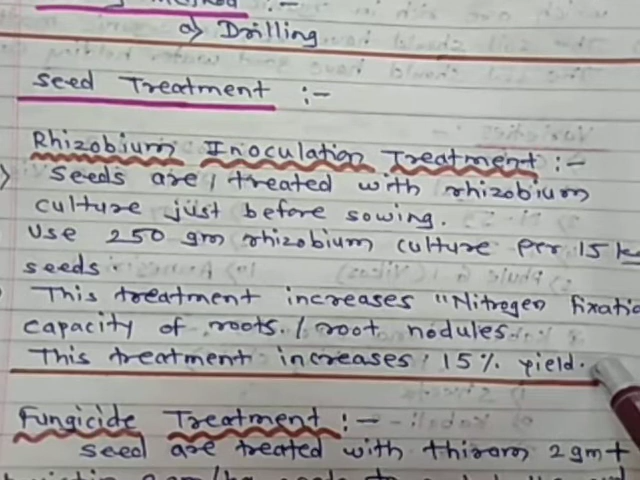 a) Drilling
Seed Treatment :-
Rhizobium Inoculation Treatment :-
Seeds are treated with rhizobium
culture just before sowing.
Use 250 gm rhizobium culture per 15 kg
seeds
This treatment increases "Nitrogen fixatio
capacity of roots / root nodules.
This treatment increases 15% yield.
Fungicide Treatment :-
seed are treated with thiram 2gm +